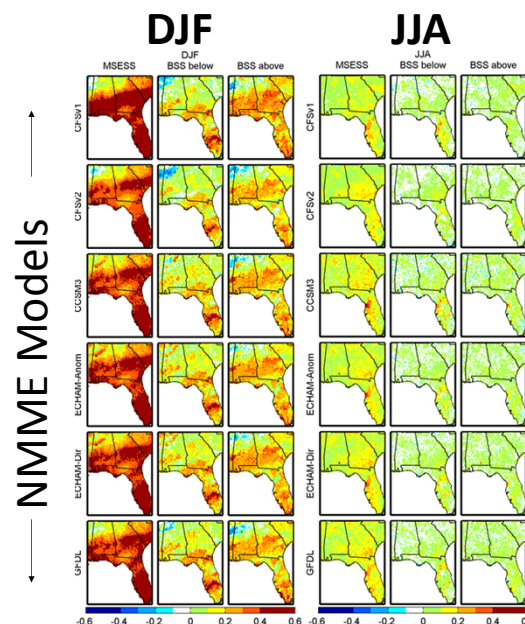 DJF
JJA
DJF
MSESS BSS below BSS above
JJA
MSESS BSS below BSS above
NMME Models
CFSv1
CFSv2
CCSM3
ECHAM-Anom
ECHAM-Dir
GFDL
CFSv1
CFSv2
CCSM3
ECHAM-Anom
ECHAM-Dir
GFDL
-0.6 -0.4 -0.2 0 0.2 0.4 0.6
-0.6 -0.4 -0.2 0 0.2 0.4 0.6